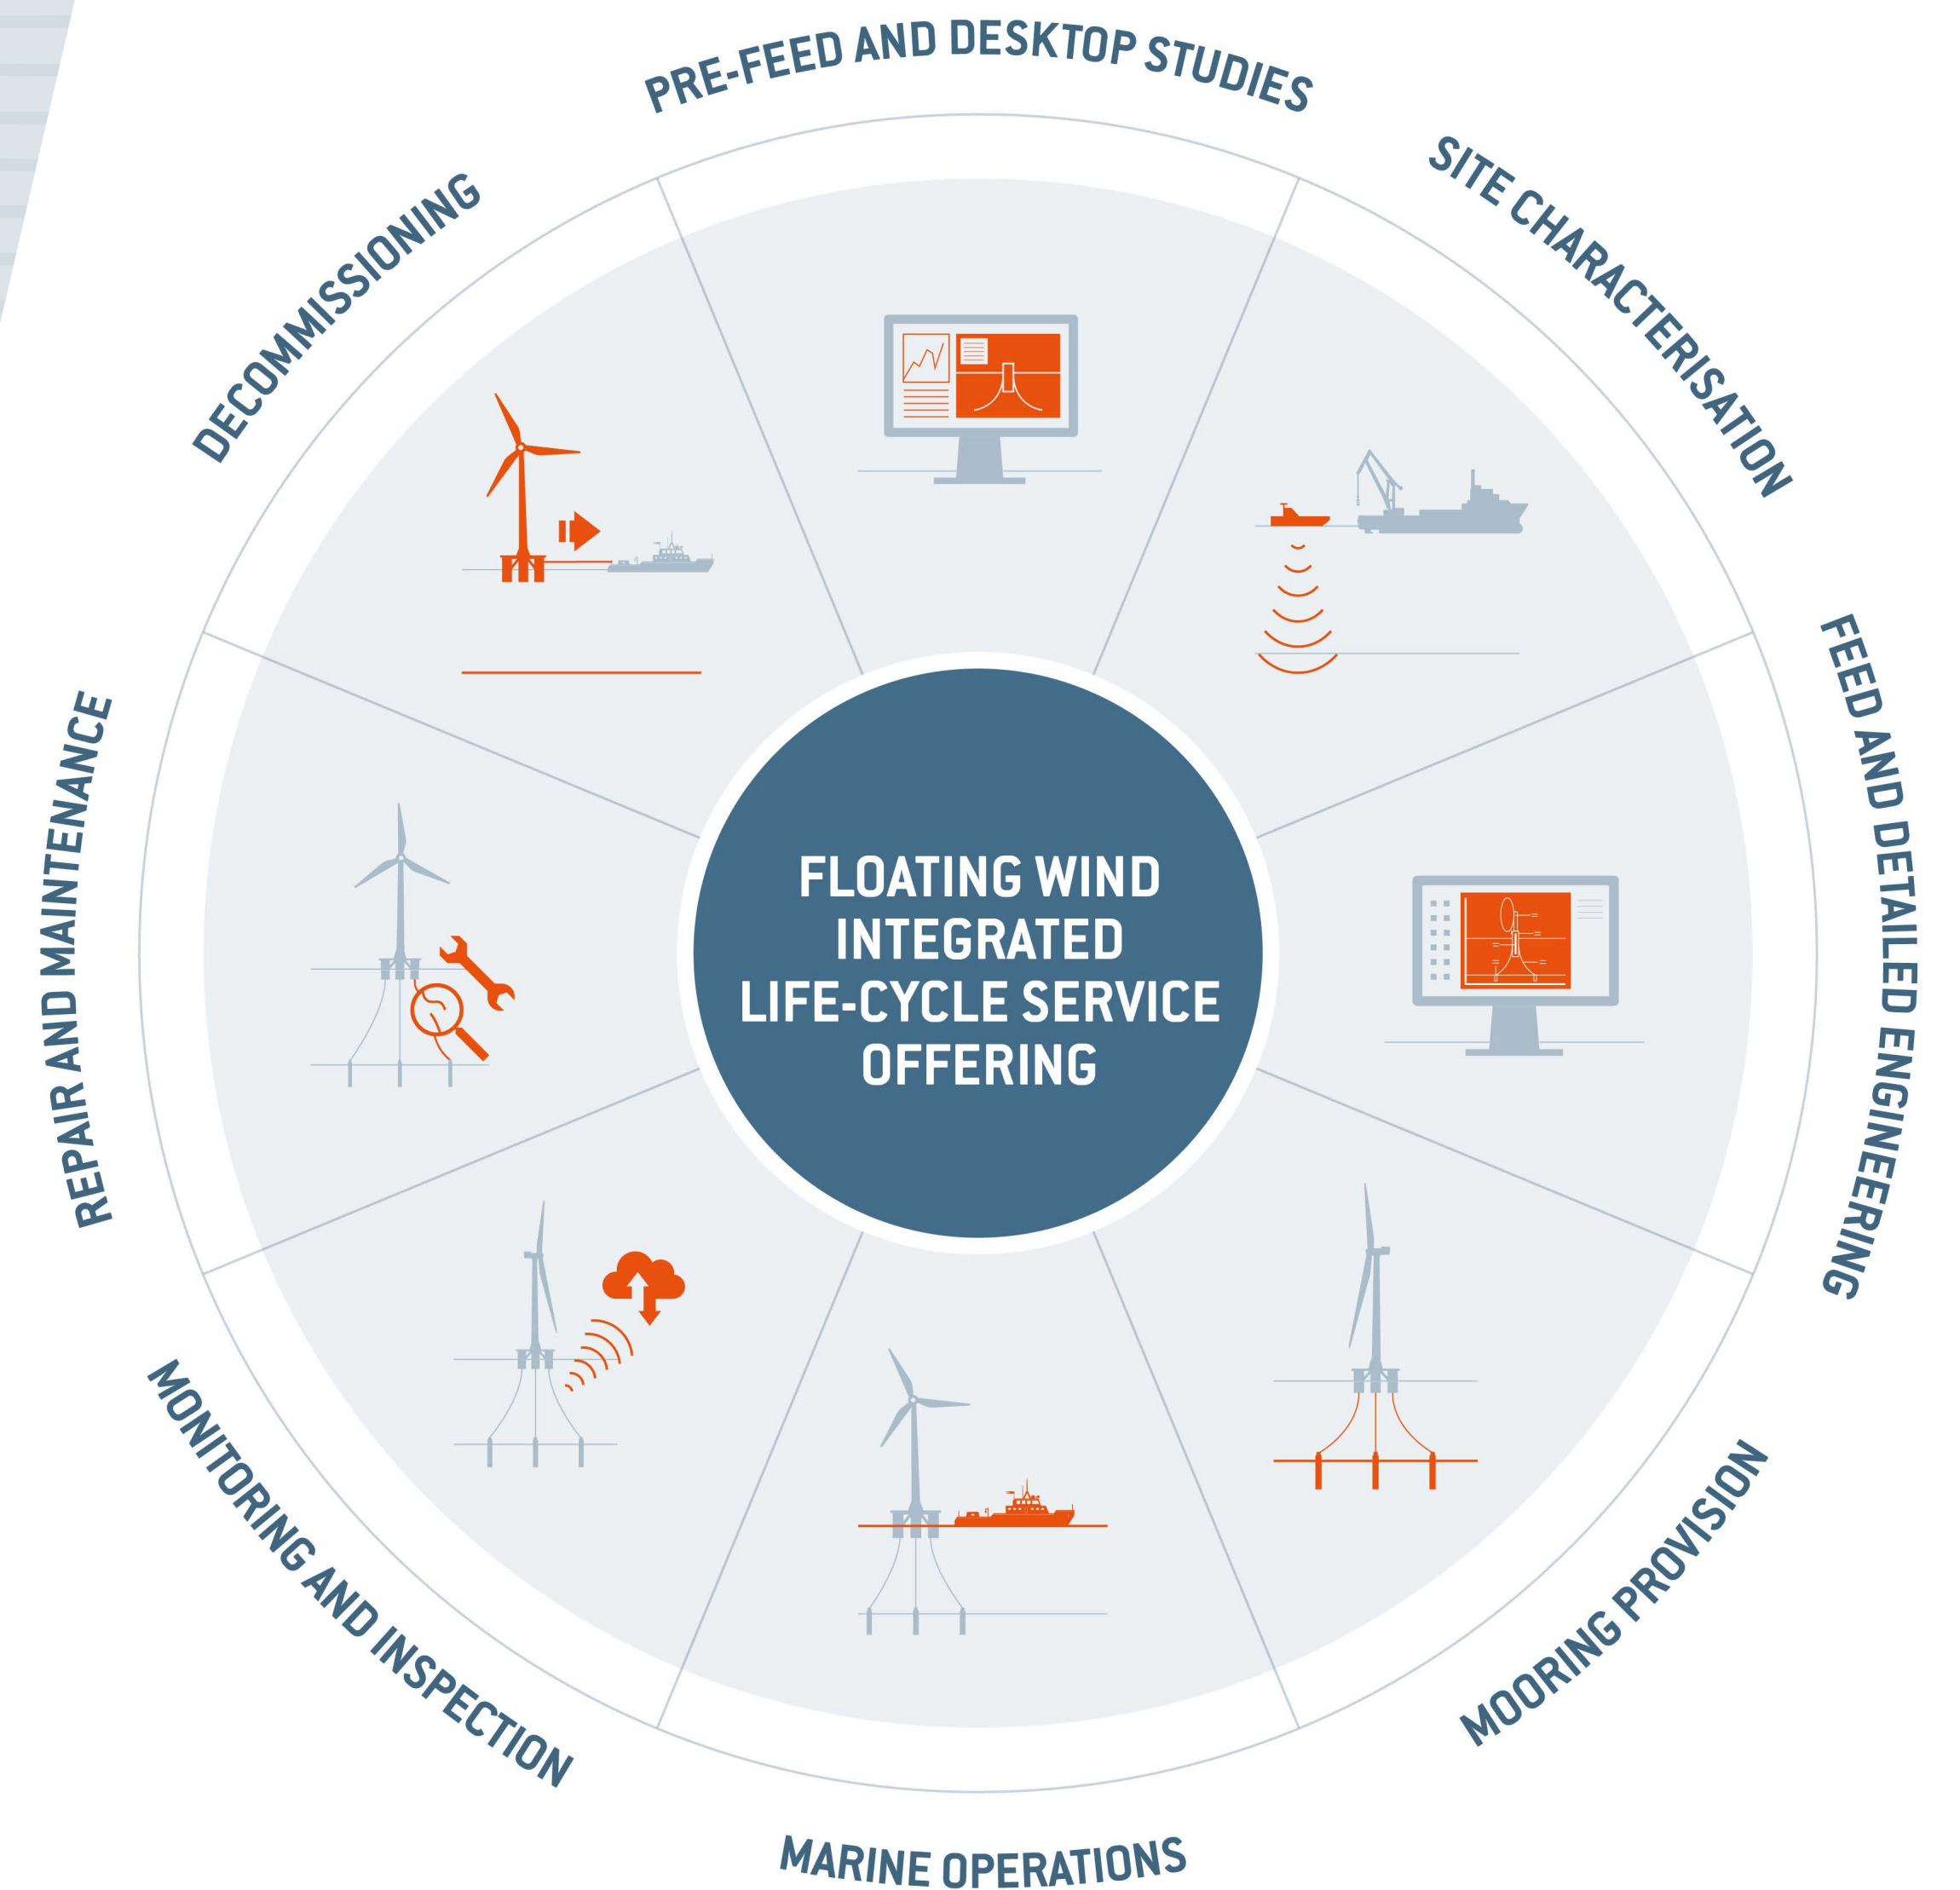 PRE-FEED AND DESKTOP STUDIES
SITE CHARACTERISATION
FEED AND DETAILED ENGINEERING
MOORING PROVISION
MARINE OPERATIONS
MONITORING AND INSPECTION
REPAIR AND MAINTENANCE
DECOMMISSIONING
FLOATING WIND
INTEGRATED
LIFE-CYCLE SERVICE
OFFERING